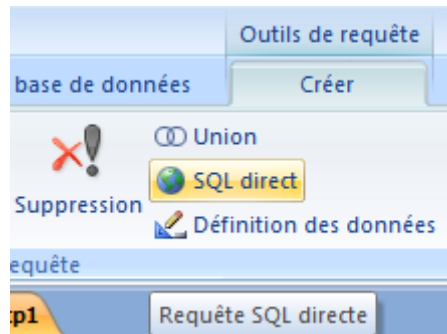 Outils de requête
base de données
Créer
Union
SQL direct
Suppression
Définition des données
equête
tp1
Requête SQL directe